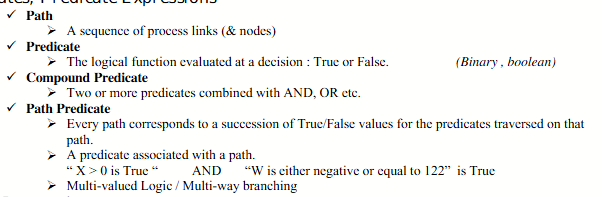 ✓ Path
➢ A sequence of process links (& nodes)
✓ Predicate
➢ The logical function evaluated at a decision : True or False. (Binary , boolean)
✓ Compound Predicate
➢ Two or more predicates combined with AND, OR etc.
✓ Path Predicate
➢ Every path corresponds to a succession of True/False values for the predicates traversed on that
path.
➢ A predicate associated with a path.
“ X > 0 is True “ AND “W is either negative or equal to 122” is True
➢ Multi-valued Logic / Multi-way branching